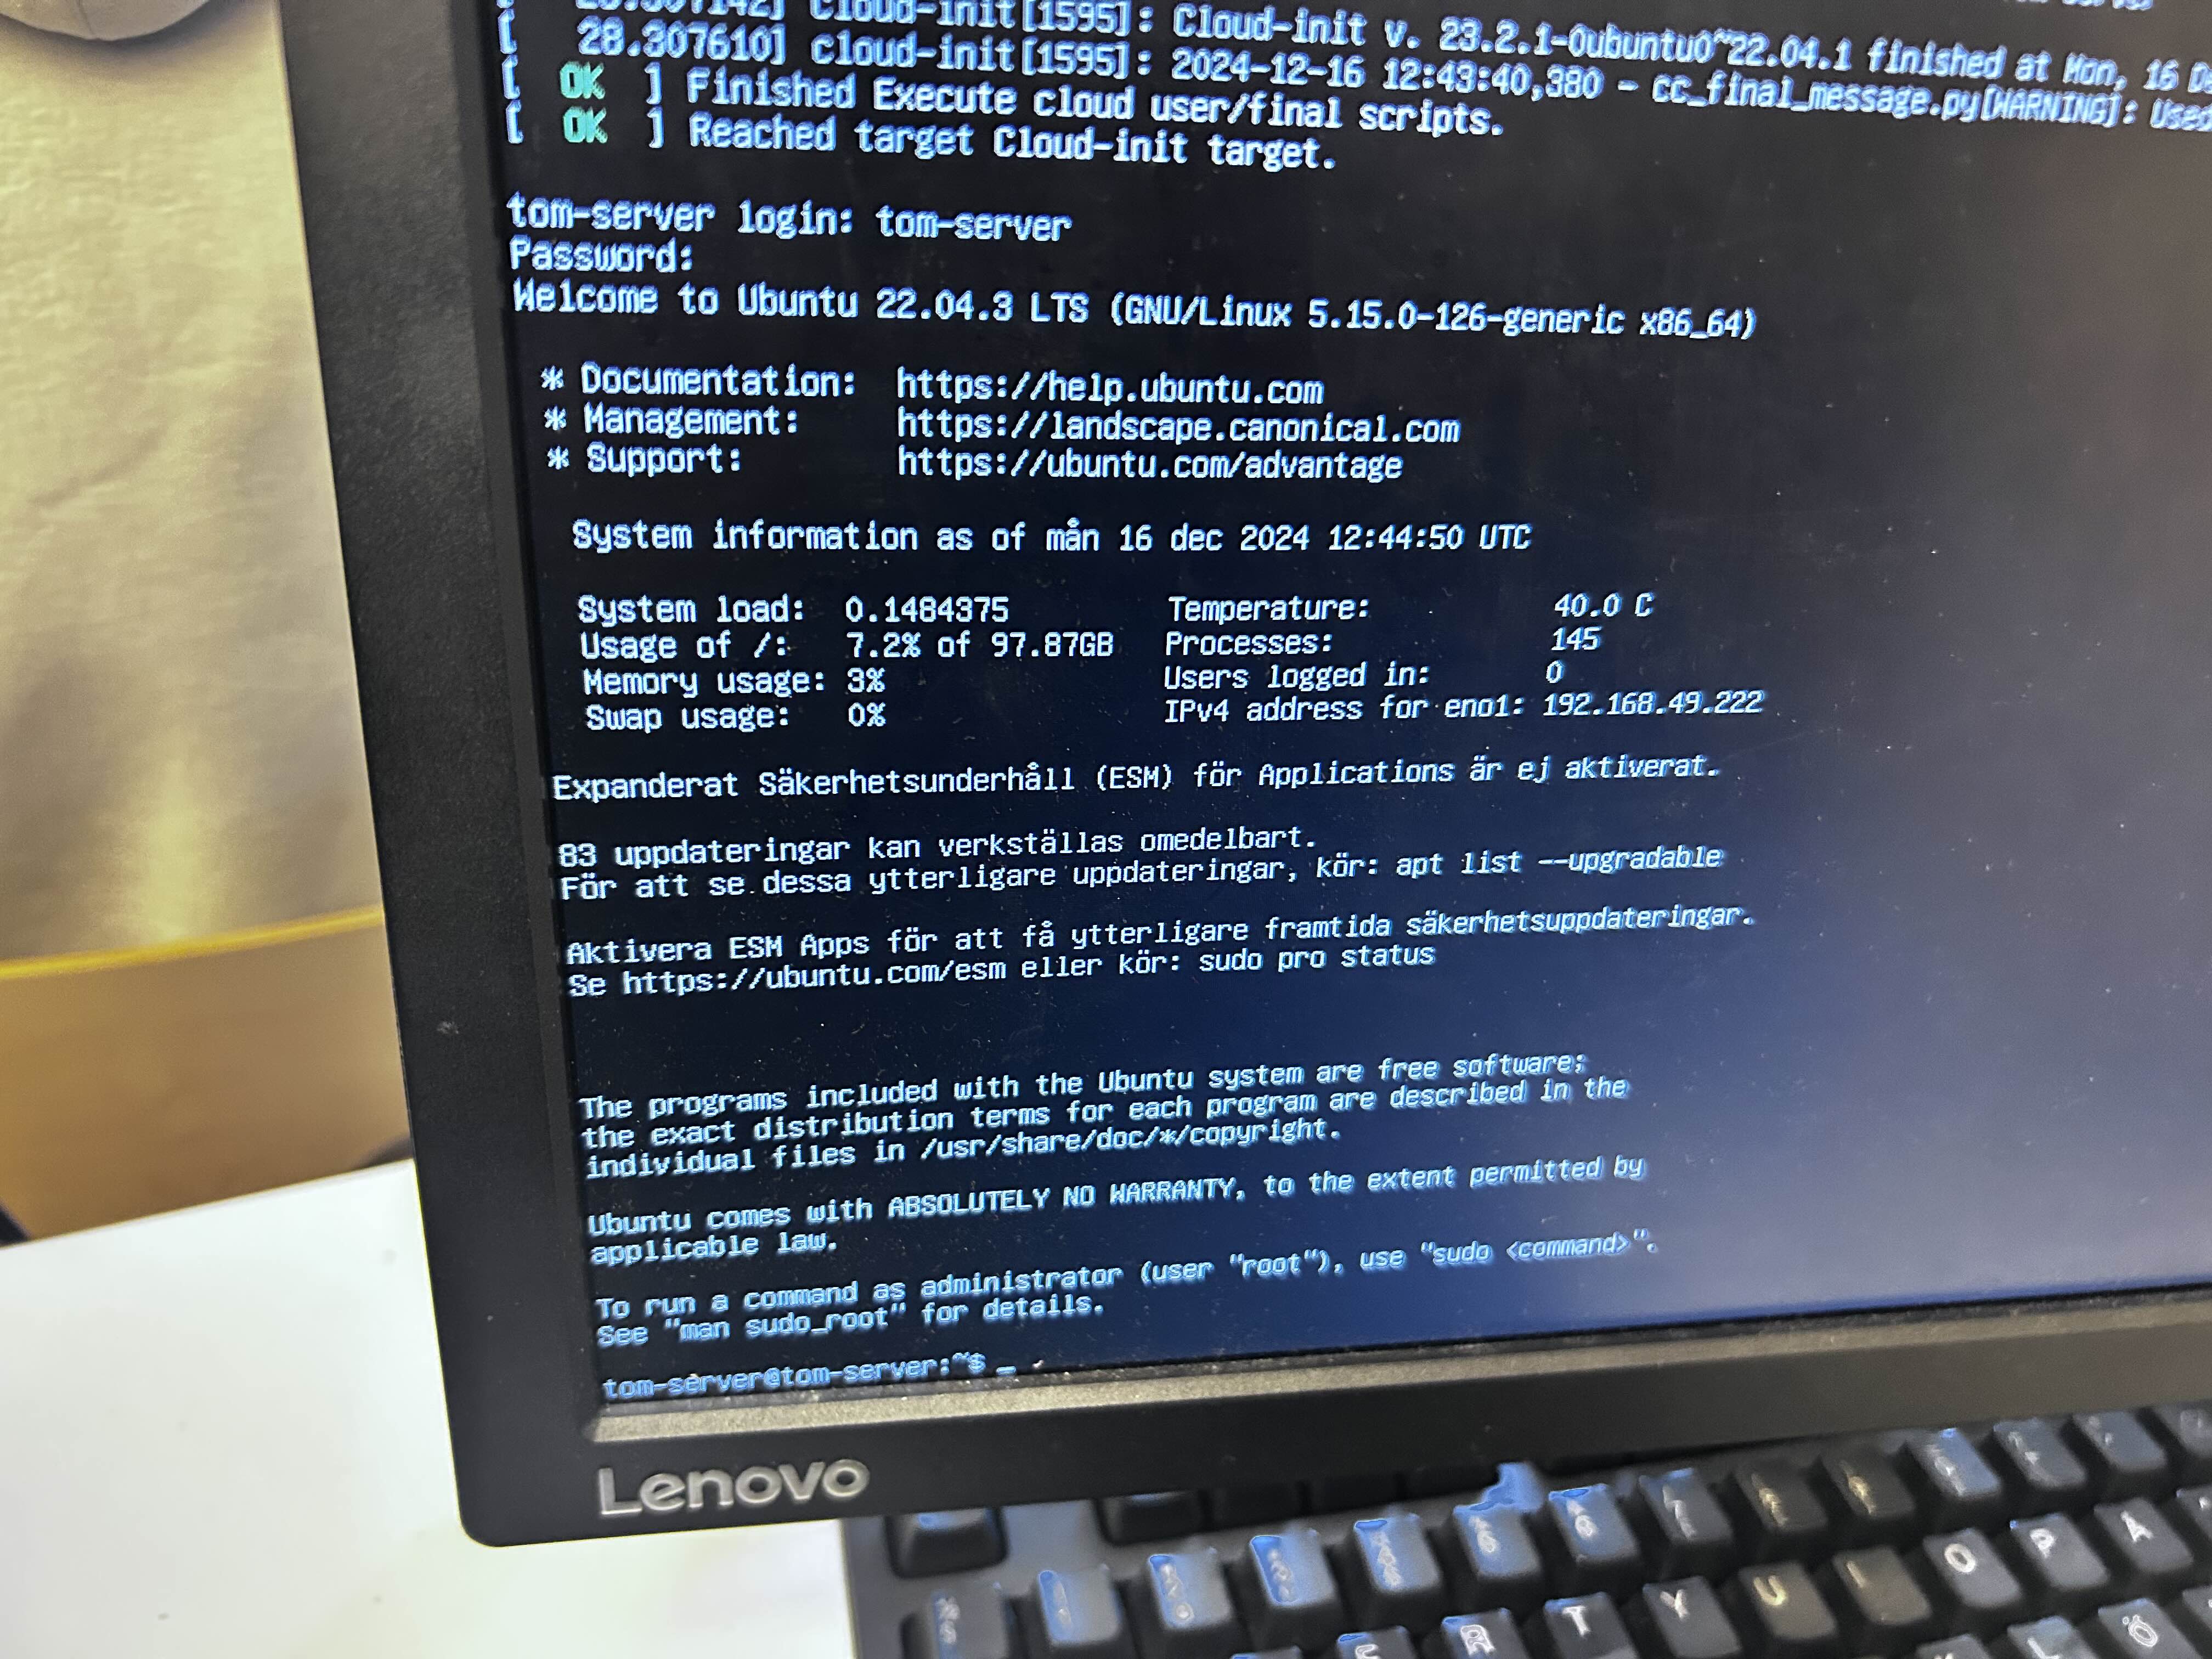 cloud-init[1595]: Cloud-init v. 23.2.1-0ubuntu0~22.04.1 finished at Mon, 16
[   28.307610] cloud-init[1595]: 2024-12-16 12:43:40,380 - cc_final_message.py[WARNING]: Used
[  OK  ] Finished Execute cloud user/final scripts.
[  OK  ] Reached target Cloud-init target.
tom-server login: tom-server
Password:
Welcome to Ubuntu 22.04.3 LTS (GNU/Linux 5.15.0-126-generic x86_64)
* Documentation:  https://help.ubuntu.com
* Management:     https://landscape.canonical.com
* Support:        https://ubuntu.com/advantage
System information as of mån 16 dec 2024 12:44:50 UTC
System load:  0.1484375          Temperature:           40.0 C
Usage of /:   7.2% of 97.87GB   Processes:             145
Memory usage: 3%                Users logged in:       0
Swap usage:   0%                IPv4 address for eno1: 192.168.49.222
Expanderat Säkerhetsunderhåll (ESM) för Applications är ej aktiverat.
83 uppdateringar kan verkställas omedelbart.
För att se dessa ytterligare uppdateringar, kör: apt list --upgradable
Aktivera ESM Apps för att få ytterligare framtida säkerhetsuppdateringar.
Se https://ubuntu.com/esm eller kör: sudo pro status
The programs included with the Ubuntu system are free software;
the exact distribution terms for each program are described in the
individual files in /usr/share/doc/*/copyright.
Ubuntu comes with ABSOLUTELY NO WARRANTY, to the extent permitted by
applicable law.
To run a command as administrator (user "root"), use "sudo <command>".
See "man sudo_root" for details.
tom-server@tom-server:~$ _
Lenovo
O P Å
R T Y U I
L Ö